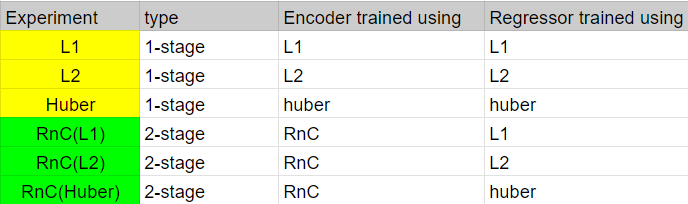 Experiment type Encoder trained using Regressor trained using
L1 1-stage L1 L1
L2 1-stage L2 L2
Huber 1-stage huber huber
RnC(L1) 2-stage RnC L1
RnC(L2) 2-stage RnC L2
RnC(Huber) 2-stage RnC huber